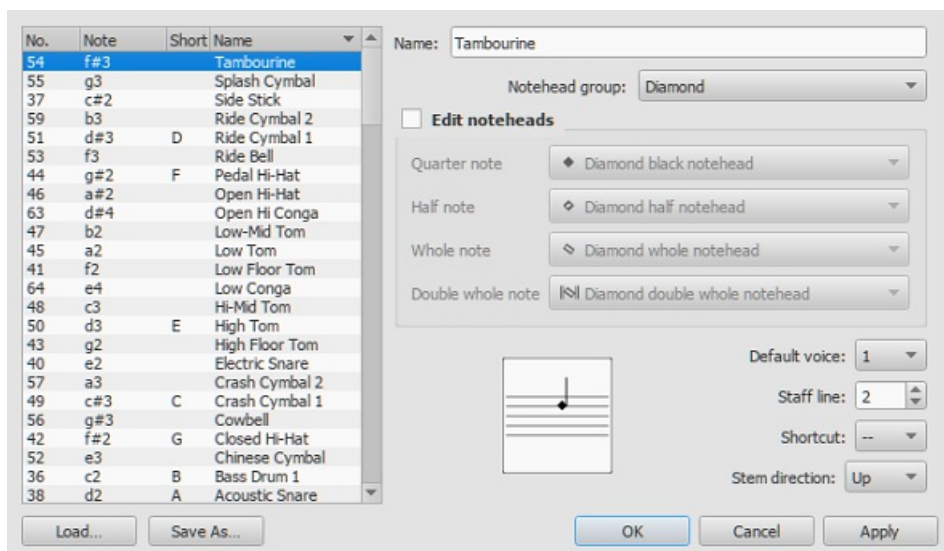 No. Note Short Name
54 f#3 Tambourine
55 g3 Splash Cymbal
37 c#2 Side Stick
59 b3 Ride Cymbal 2
51 d#3 D Ride Cymbal 1
53 f3 Ride Bell
44 g#2 F Pedal Hi-Hat
46 a#2 Open Hi-Hat
63 d#4 Open Hi Conga
47 b2 Low-Mid Tom
45 a2 Low Tom
41 f2 Low Floor Tom
64 e4 Low Conga
48 c3 Hi-Mid Tom
50 d3 E High Tom
43 g2 High Floor Tom
40 e2 Electric Snare
57 a3 Crash Cymbal 2
49 c#3 C Crash Cymbal 1
56 g#3 Cowbell
42 f#2 G Closed Hi-Hat
52 e3 Chinese Cymbal
36 c2 B Bass Drum 1
38 d2 A Acoustic Snare
Load... Save As...
Name: Tambourine
Notehead group: Diamond
Edit noteheads
Quarter note Diamond black notehead
Half note Diamond half notehead
Whole note Diamond whole notehead
Double whole note Diamond double whole notehead
Default voice: 1
Staff line: 2
Shortcut: --
Stem direction: Up
OK Cancel Apply